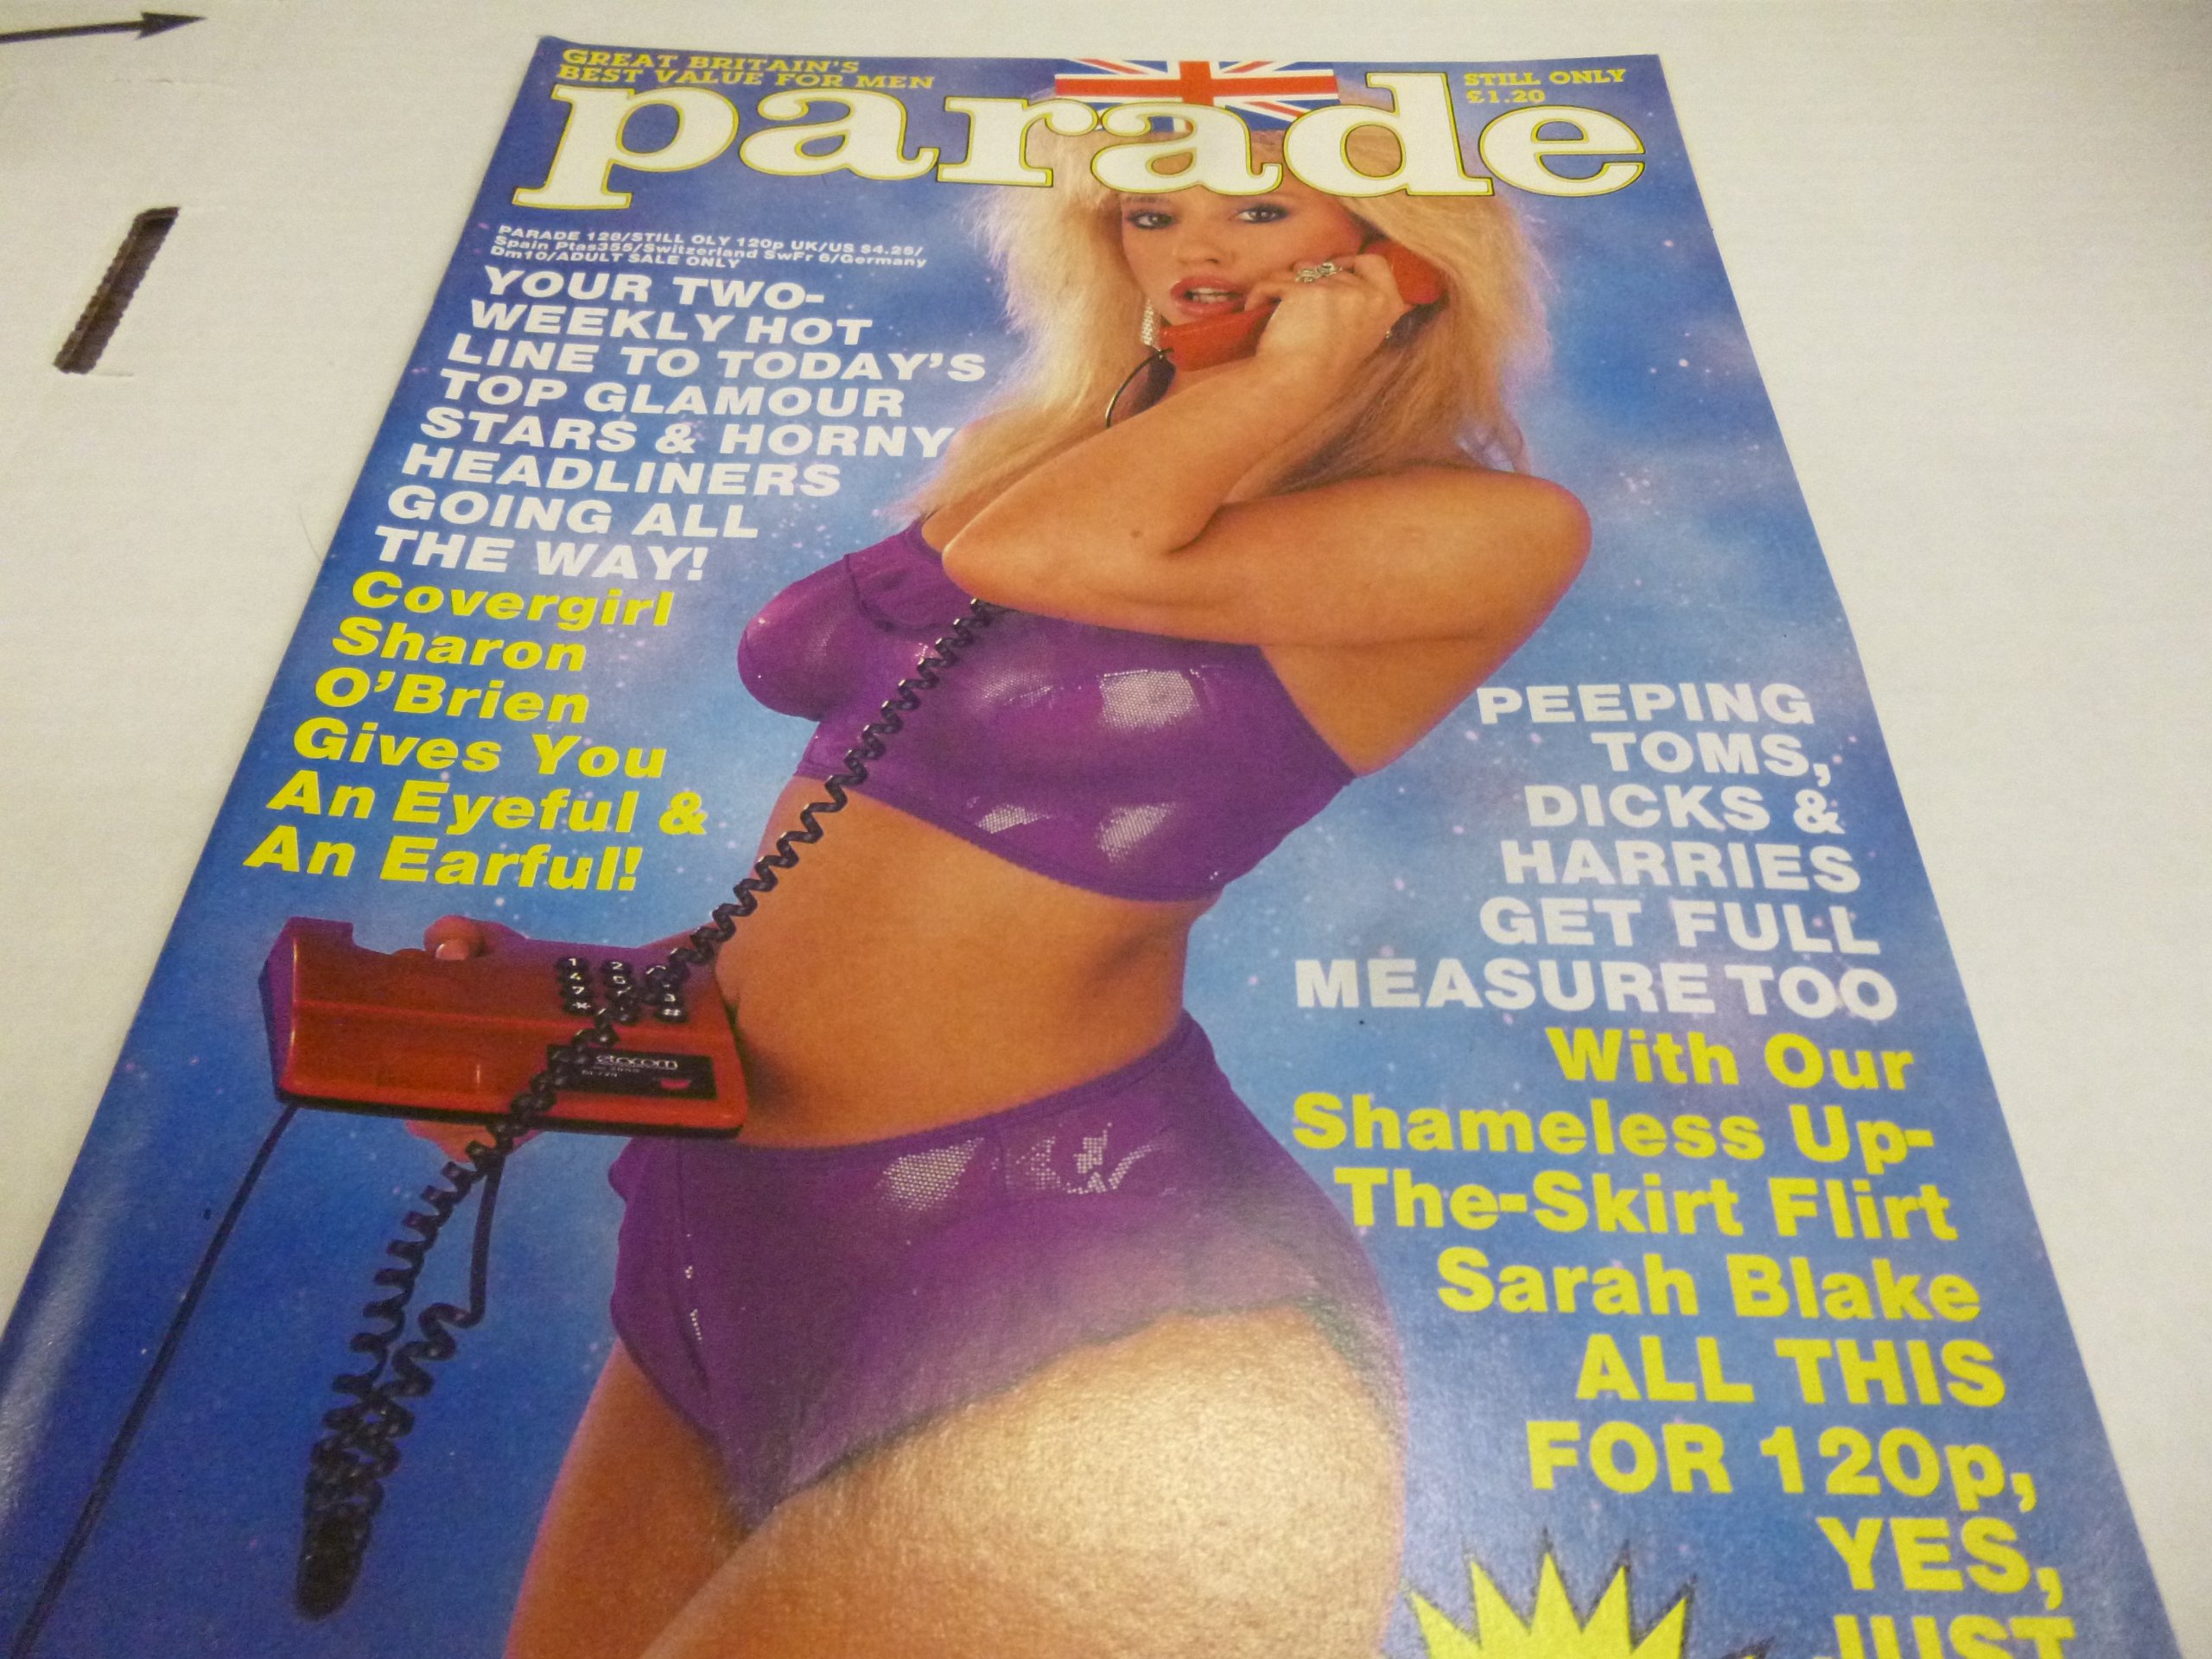 GREAT BRITAIN'S
BEST VALUE FOR MEN
STILL ONLY
£1.20
parade
PARADE 128/STILL OLY 120p UK/US $4.25/
Spain Ptas355/Switzerland SwFr 6/Germany
Dm10/ADULT SALE ONLY
YOUR TWO-
WEEKLY HOT
LINE TO TODAY'S
TOP GLAMOUR
STARS & HORNY
HEADLINERS
GOING ALL
THE WAY!
Covergirl
Sharon
O'Brien
Gives You
An Eyeful &
An Earful!
PEEPING
TOMS,
DICKS &
HARRIES
GET FULL
MEASURE TOO
With Our
Shameless Up-
The-Skirt Flirt
Sarah Blake
ALL THIS
FOR 120p,
YES,
JUST